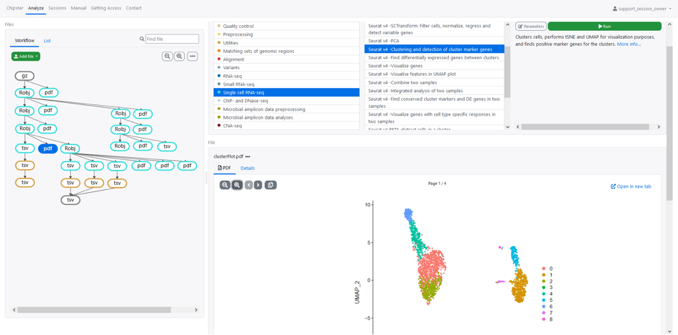 Chipster Analyze Sessions Manual Getting Access Contact support_session_owner
Files
Workflow List
Find file
Add file
gz
Robj pdf
Robj pdf Robj pdf
Robj pdf Robj pdf
tsv pdf Robj Robj pdf tsv
tsv tsv tsv tsv pdf pdf pdf
tsv tsv tsv tsv
tsv
Quality control
Preprocessing
Utilities
Matching sets of genomic regions
Alignment
Variants
RNA-seq
Small RNA-seq
Single cell RNA-seq
ChIP- and DNase-seq
Microbial amplicon data preprocessing
Microbial amplicon data analyses
CNA-seq
Seurat v4 -SCTransform: Filter cells, normalize, regress and detect variable genes
Seurat v4 -PCA
Seurat v4 -Clustering and detection of cluster marker genes
Seurat v4 -Find differentially expressed genes between clusters
Seurat v4 -Visualise genes
Seurat v4 -Visualise features in UMAP plot
Seurat v4 -Combine two samples
Seurat v4 -Integrated analysis of two samples
Seurat v4 -Find conserved cluster markers and DE genes in two samples
Seurat v4 -Visualise genes with cell type specific responses in two samples
Parameters
Run
Clusters cells, performs tSNE and UMAP for visualization purposes, and finds positive marker genes for the clusters. More info...
File
clusterPlot.pdf
PDF Details
Page 1 / 4
Open in new tab
10
5
0
−5
UMAP_2
0
1
2
3
4
5
6
7
8